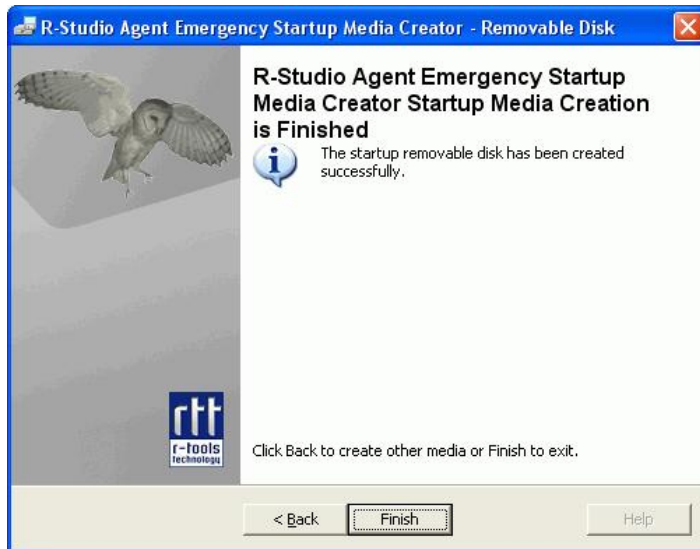 R-Studio Agent Emergency Startup Media Creator - Removable Disk
R-Studio Agent Emergency Startup
Media Creator Startup Media Creation
is Finished
The startup removable disk has been created
successfully.
rtt
r-tools
technology
Click Back to create other media or Finish to exit.
< Back
Finish
Help